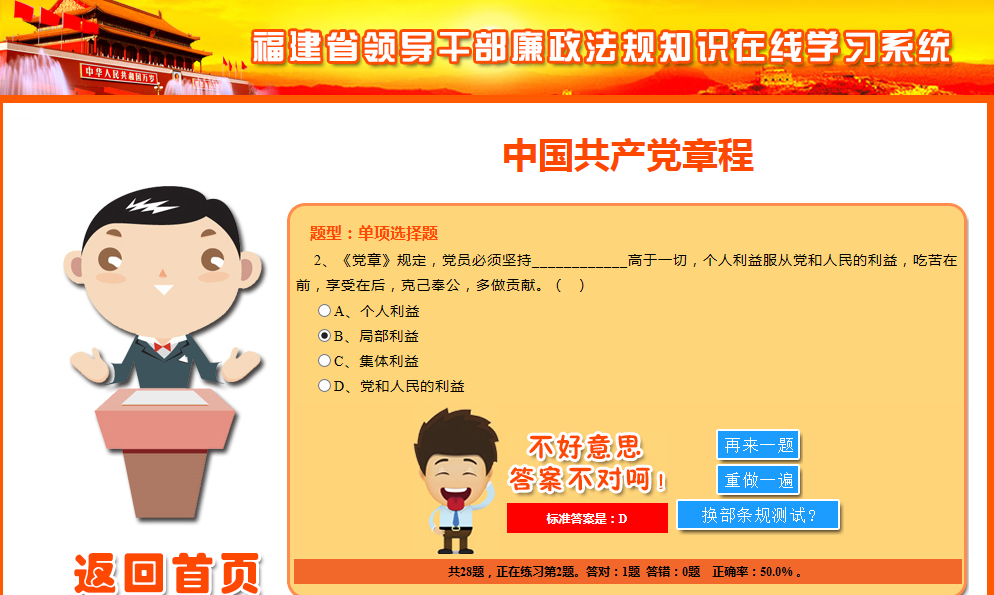 福建省领导干部廉政法规知识在线学习系统
中华人民共和国万岁
中国共产党章程
题型：单项选择题
2、《党章》规定，党员必须坚持____________高于一切，个人利益服从党和人民的利益，吃苦在
前，享受在后，克己奉公，多做贡献。（ ）
A、个人利益
B、局部利益
C、集体利益
D、党和人民的利益
不好意思
答案不对呵！
标准答案是：D
再来一题
重做一遍
换部条规测试？
共28题，正在练习第2题。答对：1题 答错：0题 正确率：50.0% 。
返回首页